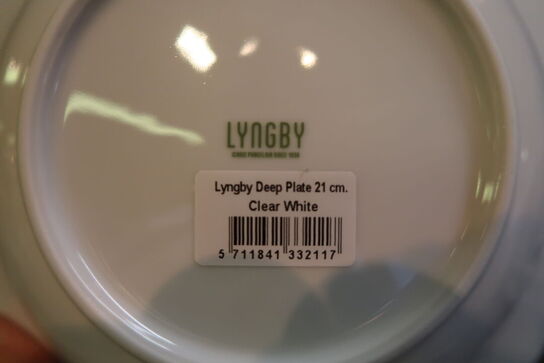 LYNGBY
Lyngby Deep Plate 21 cm.
Clear White
5 711841 332117